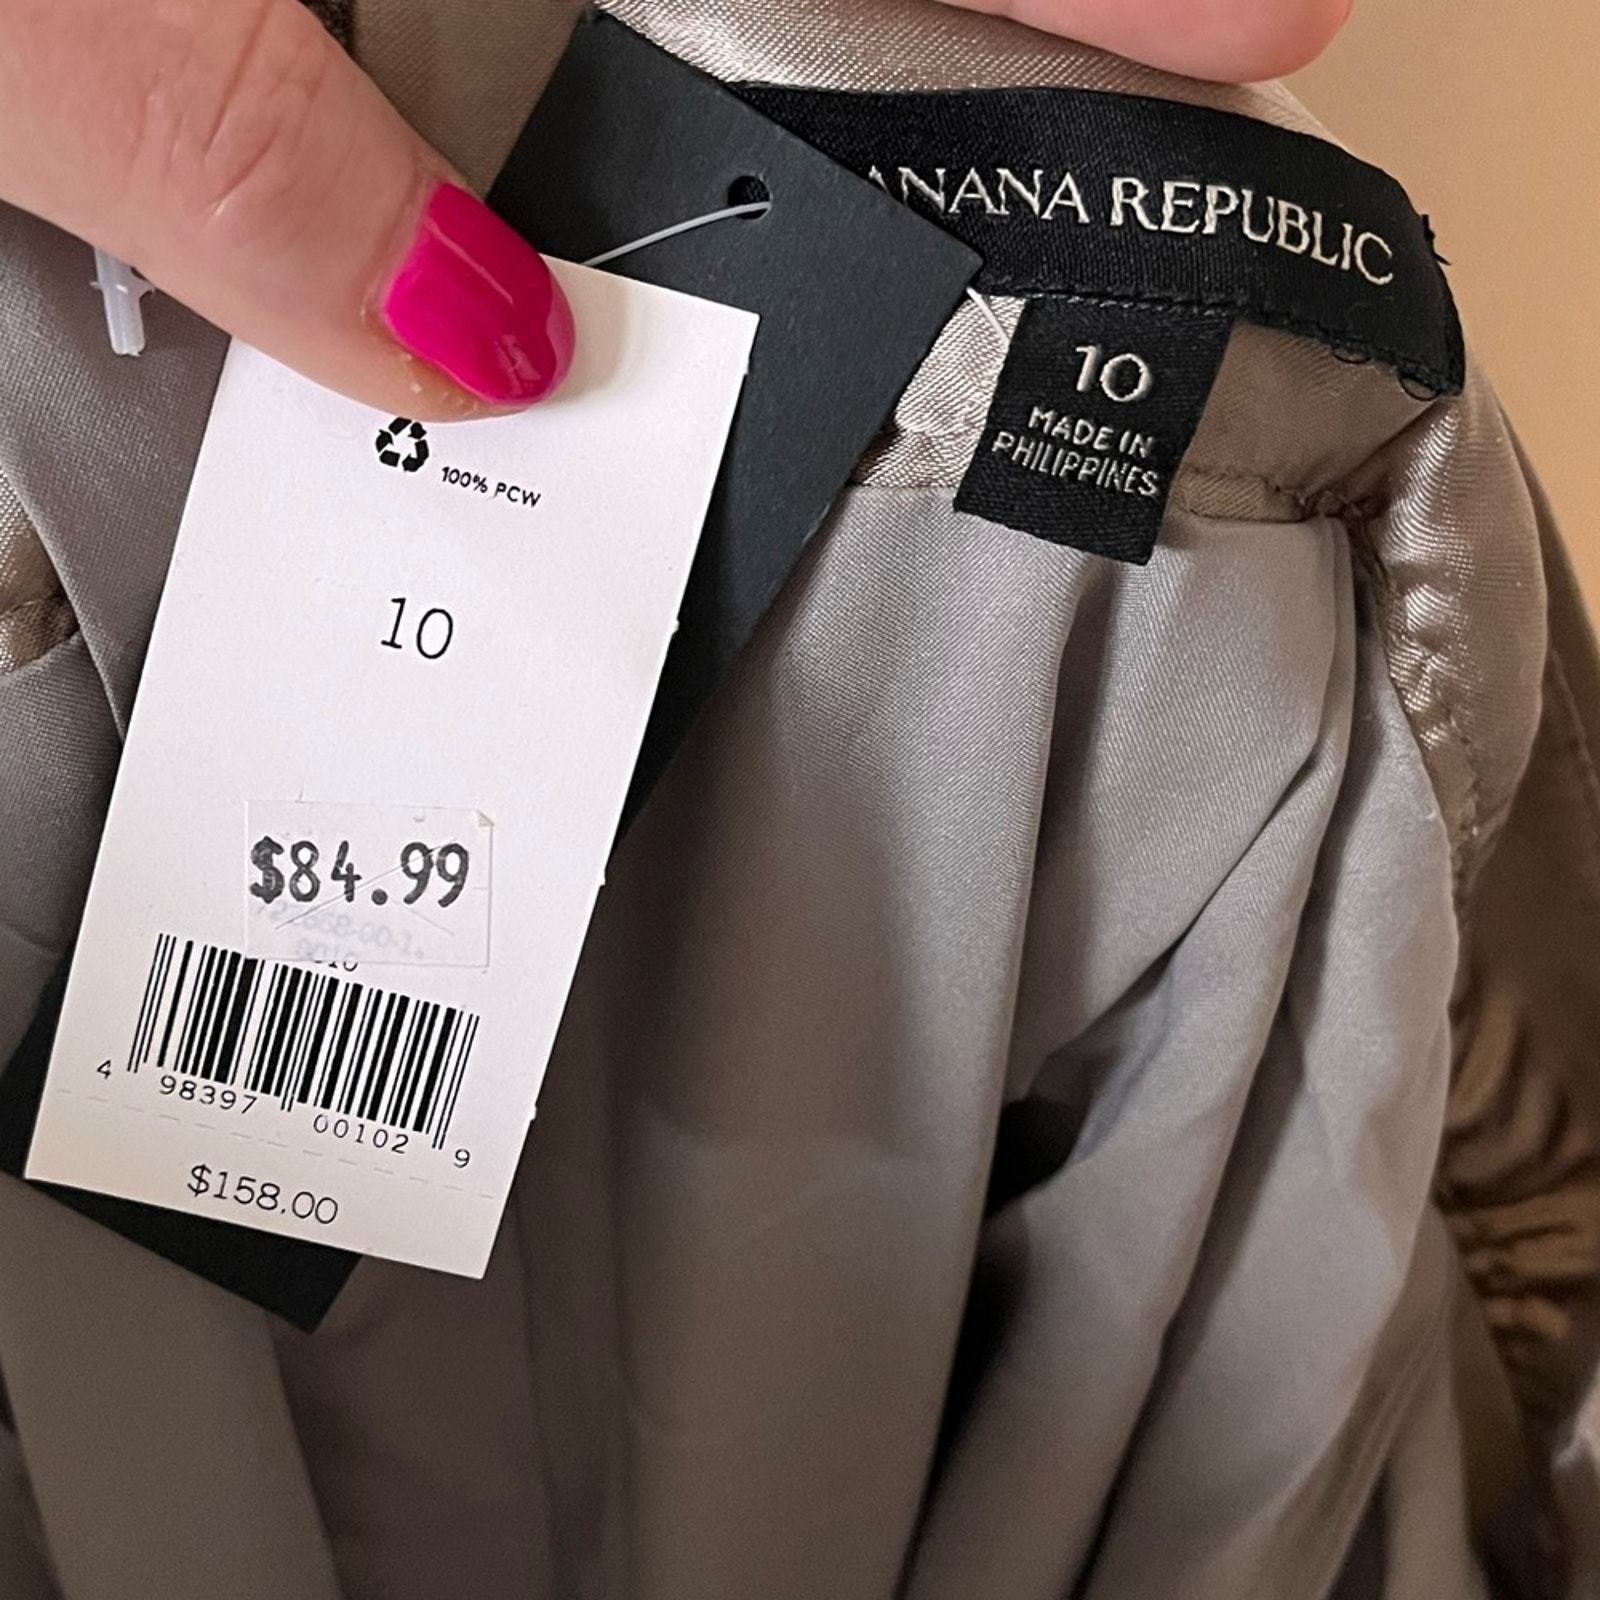 ANANA REPUBLIC
10
MADE IN
PHILIPPINES
100% PCW
10
$84.99
4 98397 00102 9
$158.00